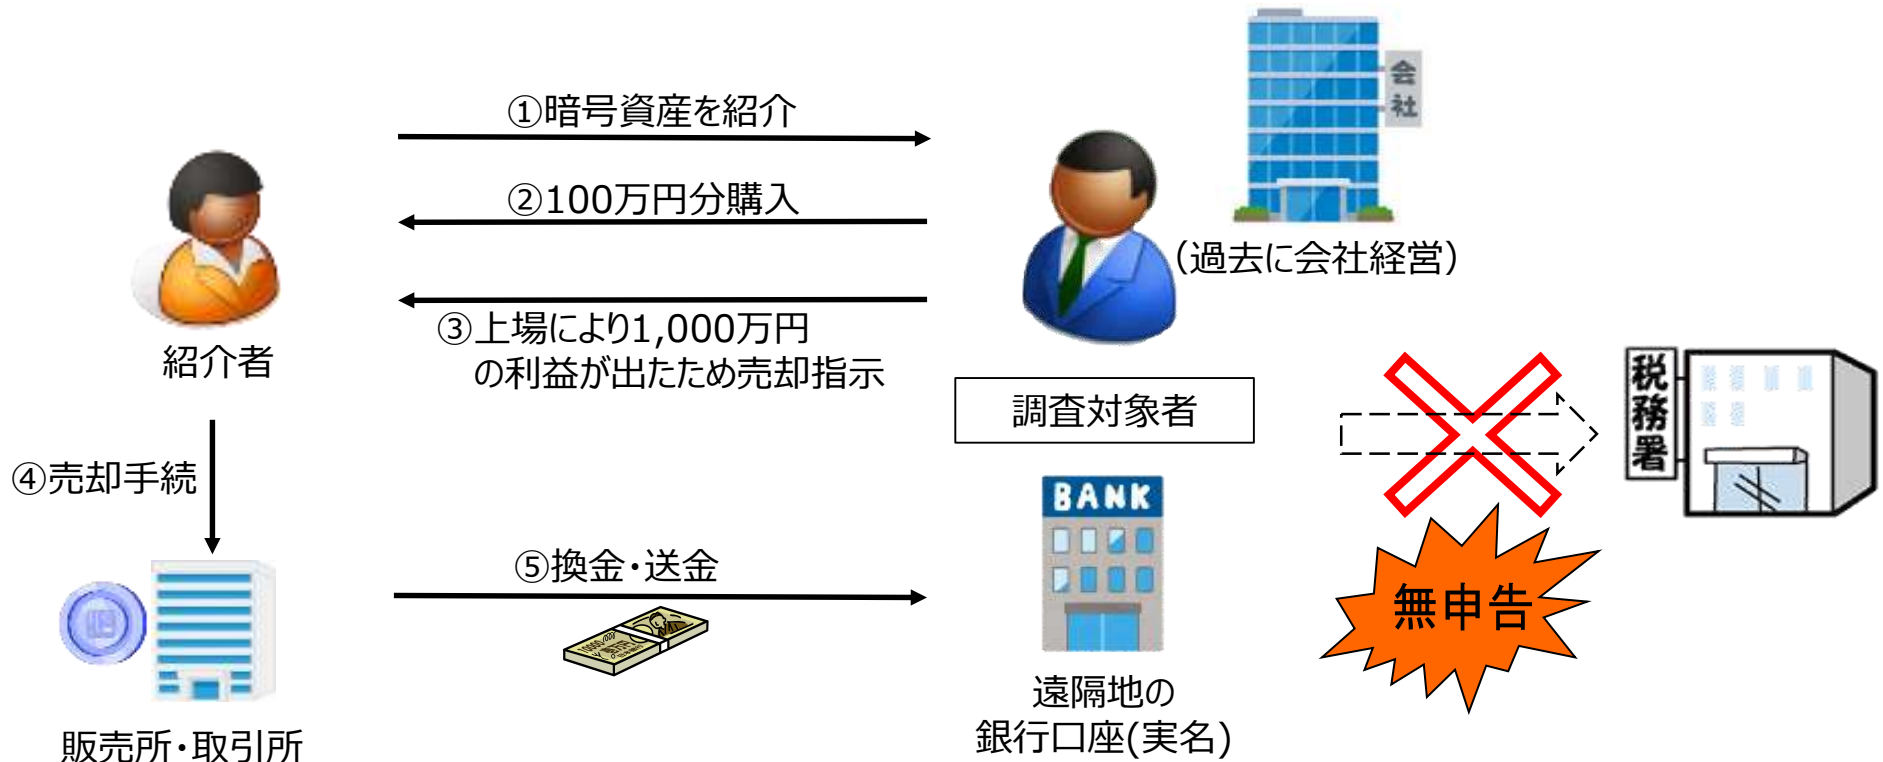 ①暗号資産を紹介
②100万円分購入
③上場により1,000万円
の利益が出たため売却指示
紹介者
④売却手続
販売所・取引所
⑤換金・送金
会社
(過去に会社経営)
調査対象者
BANK
遠隔地の
銀行口座(実名)
税務署
無申告